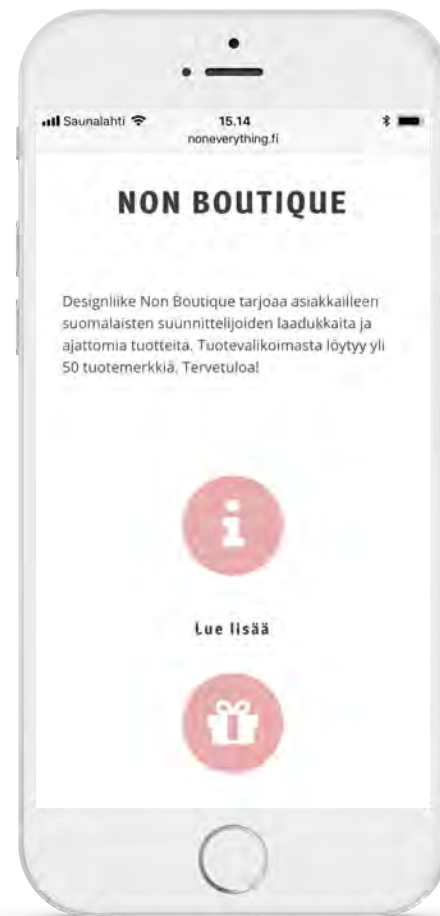 Saunalahti
15.14
noneverything.fi
NON BOUTIQUE
Designliike Non Boutique tarjoaa asiakkailleen
suomalaisten suunnittelijoiden laadukkaita ja
ajattomia tuotteita. Tuotevalikoimasta löytyy yli
50 tuotemerkkiä. Tervetuloa!
Lue lisää